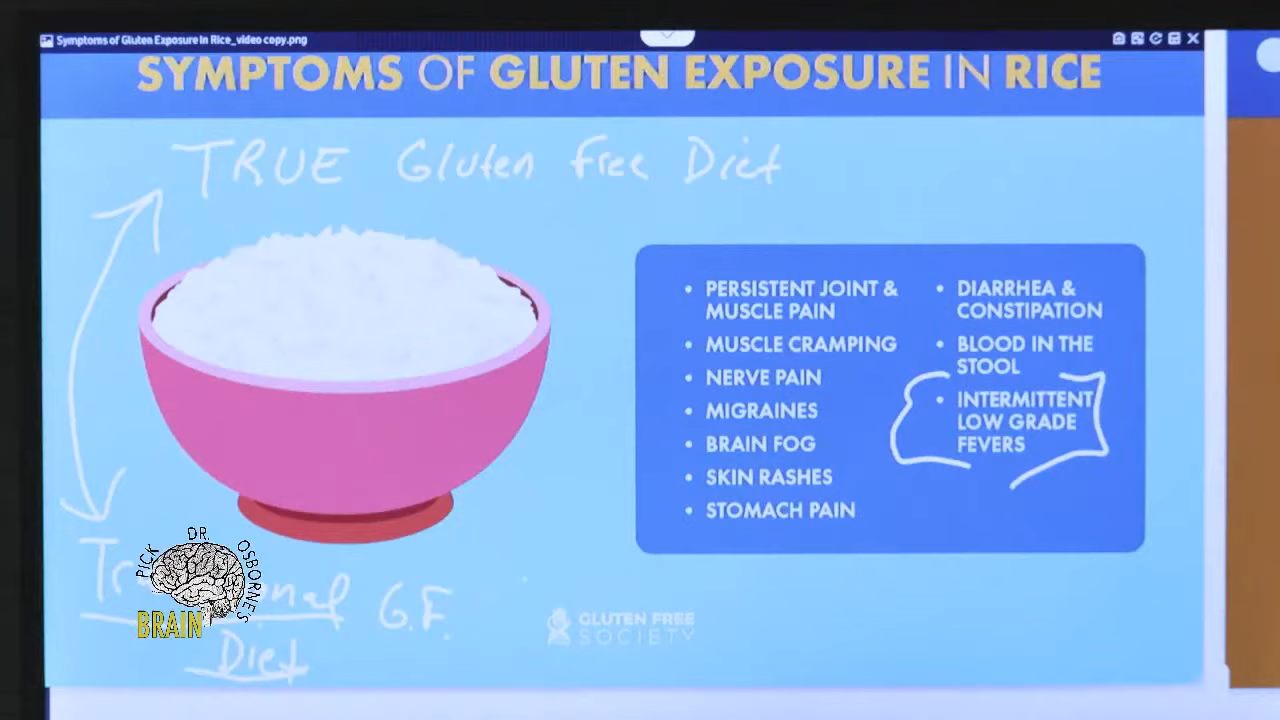 Symptoms of Gluten Exposure in Rice_video copy.png
SYMPTOMS OF GLUTEN EXPOSURE IN RICE
TRUE Gluten Free Diet
• PERSISTENT JOINT &
MUSCLE PAIN
• MUSCLE CRAMPING
• NERVE PAIN
• MIGRAINES
• BRAIN FOG
• SKIN RASHES
• STOMACH PAIN
• DIARRHEA &
CONSTIPATION
• BLOOD IN THE
STOOL
• INTERMITTENT
LOW GRADE
FEVERS
G.F.
Diet
PICK DR. OSBORNE'S
BRAIN
GLUTEN FREE
SOCIETY